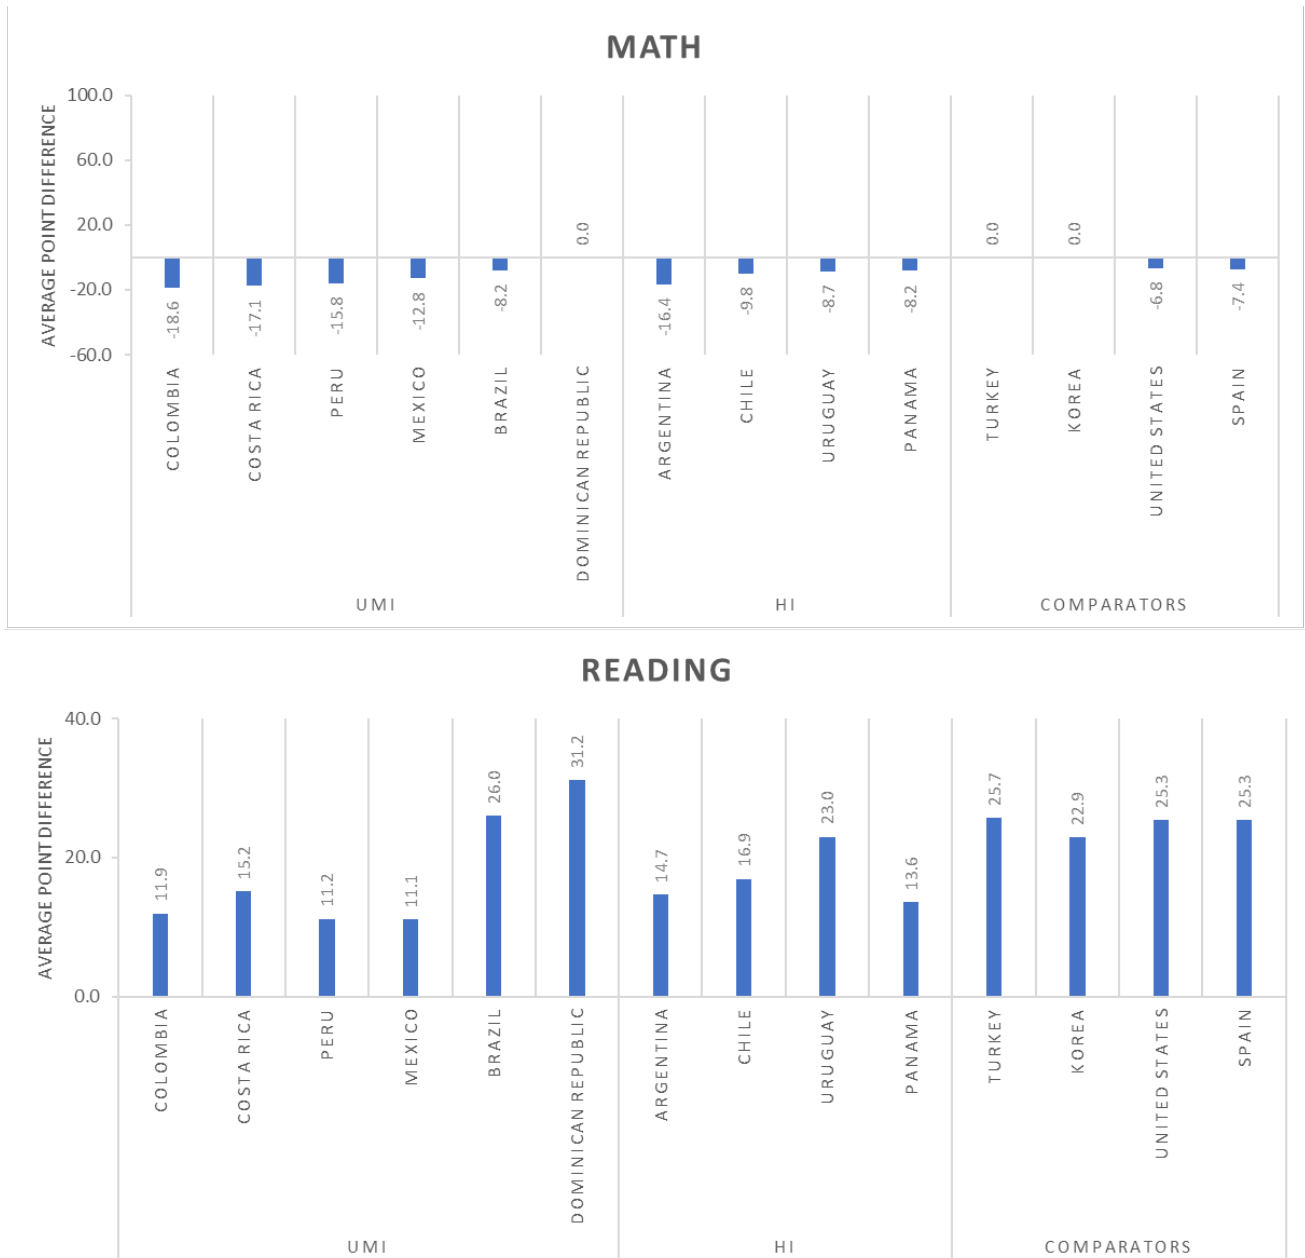 MATH
AVERAGE POINT DIFFERENCE
100.0
60.0
20.0
-20.0
-60.0
-18.6
-17.1
-15.8
-12.8
-8.2
0.0
-16.4
-9.8
-8.7
-8.2
0.0
0.0
-6.8
-7.4
COLOMBIA
COSTA RICA
PERU
MEXICO
BRAZIL
DOMINICAN REPUBLIC
ARGENTINA
CHILE
URUGUAY
PANAMA
TURKEY
KOREA
UNITED STATES
SPAIN
UMI
HI
COMPARATORS
READING
AVERAGE POINT DIFFERENCE
40.0
20.0
0.0
11.9
15.2
11.2
11.1
26.0
31.2
14.7
16.9
23.0
13.6
25.7
22.9
25.3
25.3
COLOMBIA
COSTA RICA
PERU
MEXICO
BRAZIL
DOMINICAN REPUBLIC
ARGENTINA
CHILE
URUGUAY
PANAMA
TURKEY
KOREA
UNITED STATES
SPAIN
UMI
HI
COMPARATORS